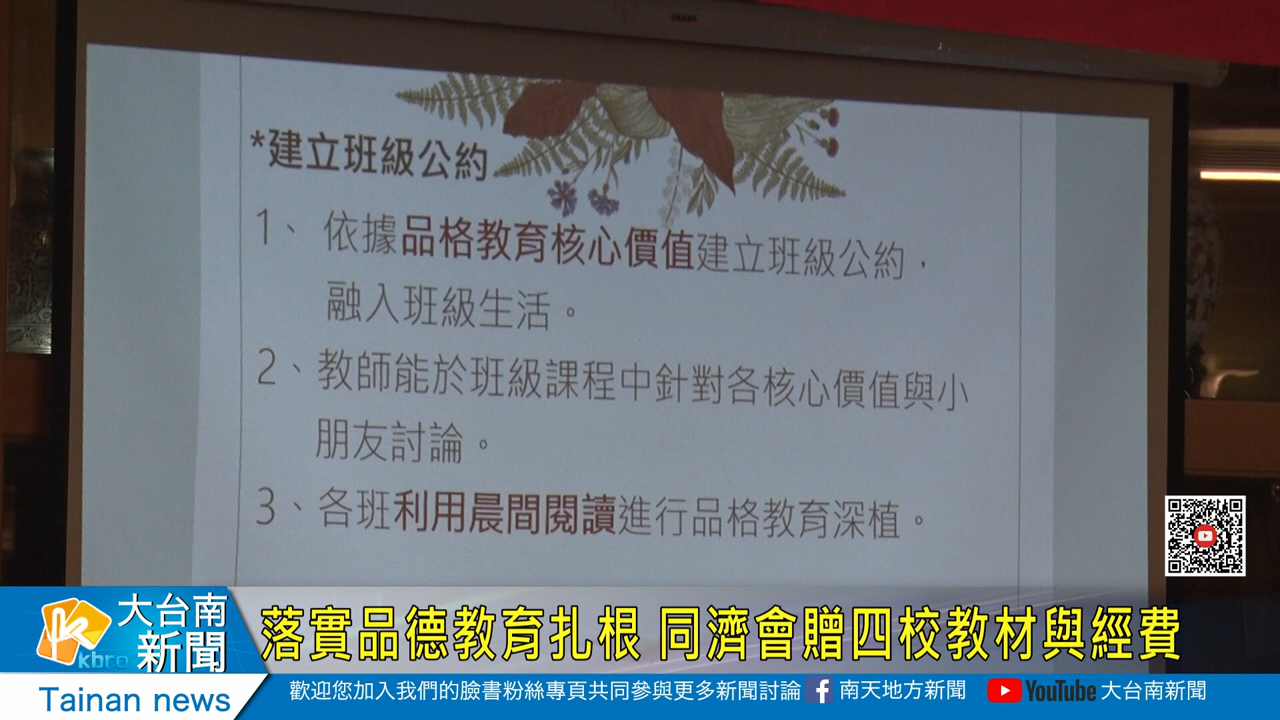 *建立班級公約
1、依據品格教育核心價值建立班級公約，
融入班級生活。
2、教師能於班級課程中針對各核心價值與小
朋友討論。
3、各班利用晨間閱讀進行品格教育深植。
大台南
新聞
kbro
落實品德教育扎根 同濟會贈四校教材與經費
Tainan news
歡迎您加入我們的臉書粉絲專頁共同參與更多新聞討論 南天地方新聞 YouTube 大台南新聞